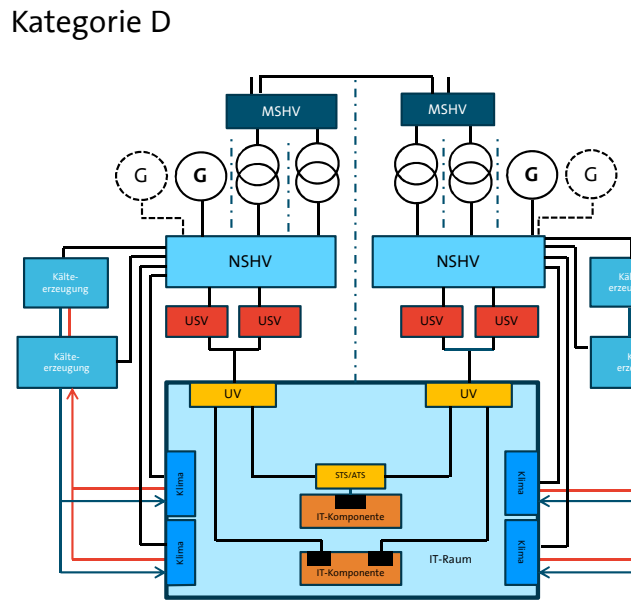 Kategorie D
MSHV
MSHV
G
G
G
G
NSHV
NSHV
Kälte-
erzeugung
Kälte-
erzeugung
USV
USV
USV
USV
UV
UV
STS/ATS
IT-Komponente
IT-Komponente
IT-Raum
Klima
Klima
Klima
Klima